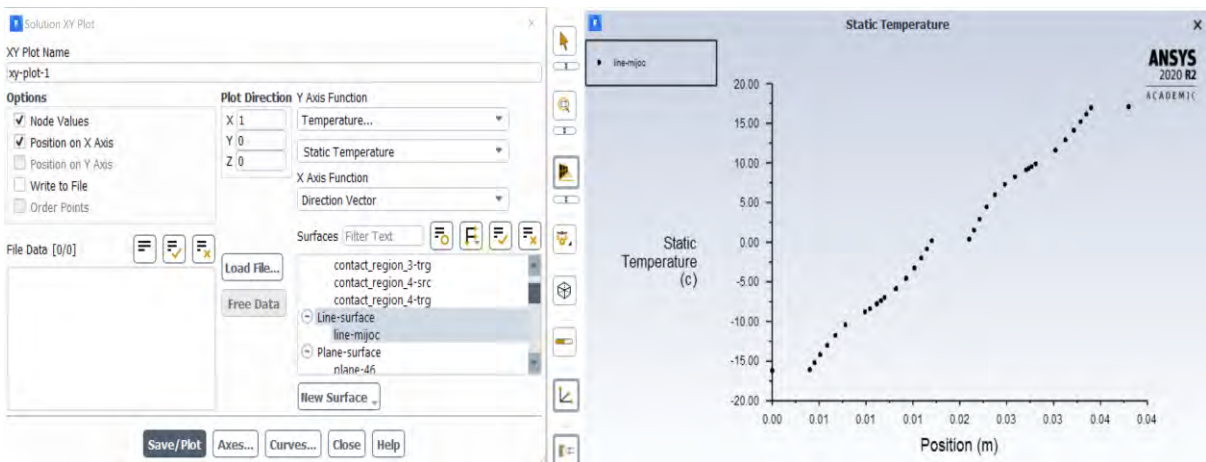 Solution XY Plot
XY Plot Name
xy-plot-1
Options
Node Values
Position on X Axis
Position on Y Axis
Write to File
Order Points
Plot Direction
X 1
Y 0
Z 0
Y Axis Function
Temperature...
Static Temperature
X Axis Function
Direction Vector
File Data [0/0]
Load File...
Free Data
Surfaces Filter Text
contact_region_3-trg
contact_region_4-src
contact_region_4-trg
Line-surface
line-mijoc
Plane-surface
plane-46
New Surface
Save/Plot Axes... Curves... Close Help
Static Temperature
line-mijoc
ANSYS
2020 R2
ACADEMIC
20.00
15.00
10.00
5.00
0.00
-5.00
-10.00
-15.00
-20.00
Static
Temperature
(c)
0.00 0.01 0.01 0.01 0.02 0.03 0.03 0.04 0.04
Position (m)